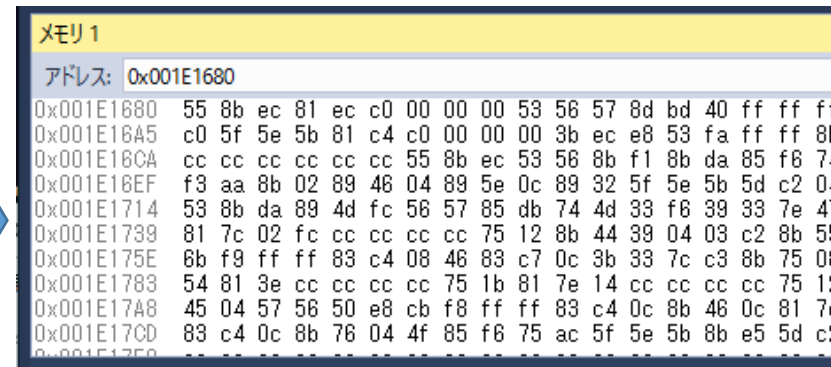 メモリ 1
アドレス: 0x001E1680
0x001E1680 55 8b ec 81 ec c0 00 00 00 53 56 57 8d bd 40 ff ff
0x001E16A5 c0 5f 5e 5b 81 c4 c0 00 00 00 3b ec e8 53 fa ff ff
0x001E16CA cc cc cc cc cc cc 55 8b ec 53 56 8b f1 8b da 85 f6
0x001E16EF f3 aa 8b 02 89 46 04 89 5e 0c 89 32 5f 5e 5b 5d c2
0x001E1714 53 8b da 89 4d fc 56 57 85 db 74 4d 33 f6 39 33 7e
0x001E1739 81 7c 02 fc cc cc cc cc 75 12 8b 44 39 04 03 c2 8b
0x001E175E 6b f9 ff ff 83 c4 08 46 83 c7 0c 3b 33 7c c3 8b 75
0x001E1783 54 81 3e cc cc cc cc 75 1b 81 7e 14 cc cc cc cc 75
0x001E17A8 45 04 57 56 50 e8 cb f8 ff ff 83 c4 0c 8b 46 0c 81
0x001E17CD 83 c4 0c 8b 76 04 4f 85 f6 75 ac 5f 5e 5b 8b e5 5d